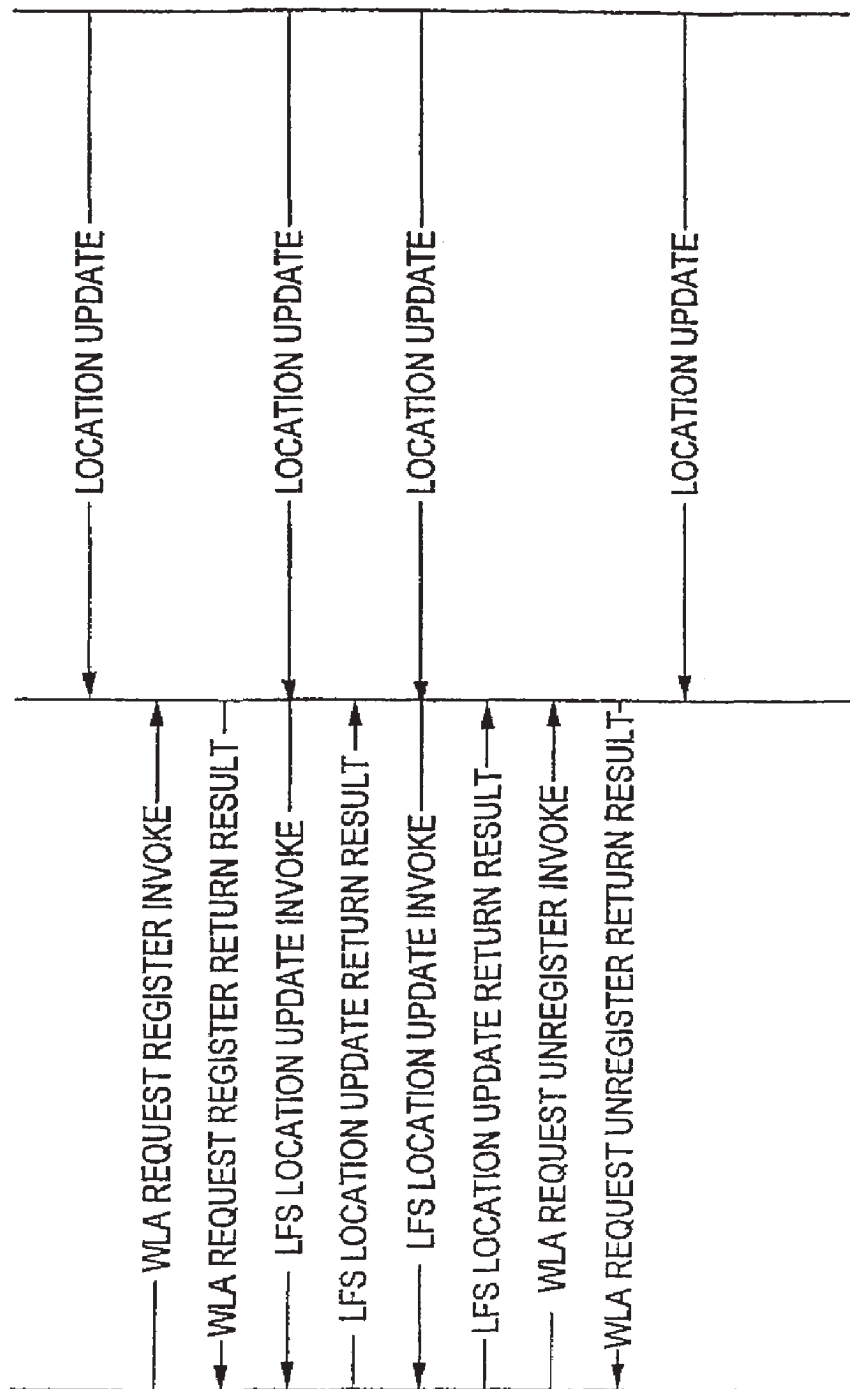 LOCATION UPDATE
WLA REQUEST REGISTER INVOKE
WLA REQUEST REGISTER RETURN RESULT
LOCATION UPDATE
LFS LOCATION UPDATE INVOKE
LFS LOCATION UPDATE RETURN RESULT
LOCATION UPDATE
LFS LOCATION UPDATE INVOKE
LFS LOCATION UPDATE RETURN RESULT
WLA REQUEST UNREGISTER INVOKE
WLA REQUEST UNREGISTER RETURN RESULT
LOCATION UPDATE